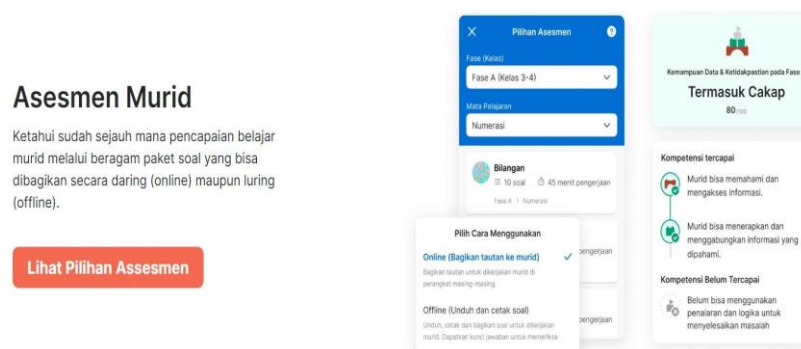 Asesmen Murid
Ketahui sudah sejauh mana pencapaian belajar
murid melalui beragam paket soal yang bisa
dibagikan secara daring (online) maupun luring
(offline).
Lihat Pilihan Assesmen
Pilihan Asesmen
?
Fase (Kelas)
Fase A (Kelas 3-4)
Mata Pelajaran
Numerasi
Bilangan
10 soal 45 menit pengerjaan
Fase A Numerasi
pengerjaan
pengerjaan
Pilih Cara Menggunakan
Online (Bagikan tautan ke murid)
Bagikan tautan untuk dikerjakan murid di
perangkat masing-masing.
Offline (Unduh dan cetak soal)
Unduh, cetak dan bagikan soal untuk dikerjakan
murid. Dapatkan kunci jawaban untuk memeriksa
Kemampuan Data & Ketidakpastian pada Fase
Termasuk Cakap
80/100
Kompetensi tercapai
Murid bisa memahami dan
mengakses informasi.
Murid bisa menerapkan dan
menggabungkan informasi yang
dipahami.
Kompetensi Belum Tercapai
Belum bisa menggunakan
penalaran dan logika untuk
menyelesaikan masalah